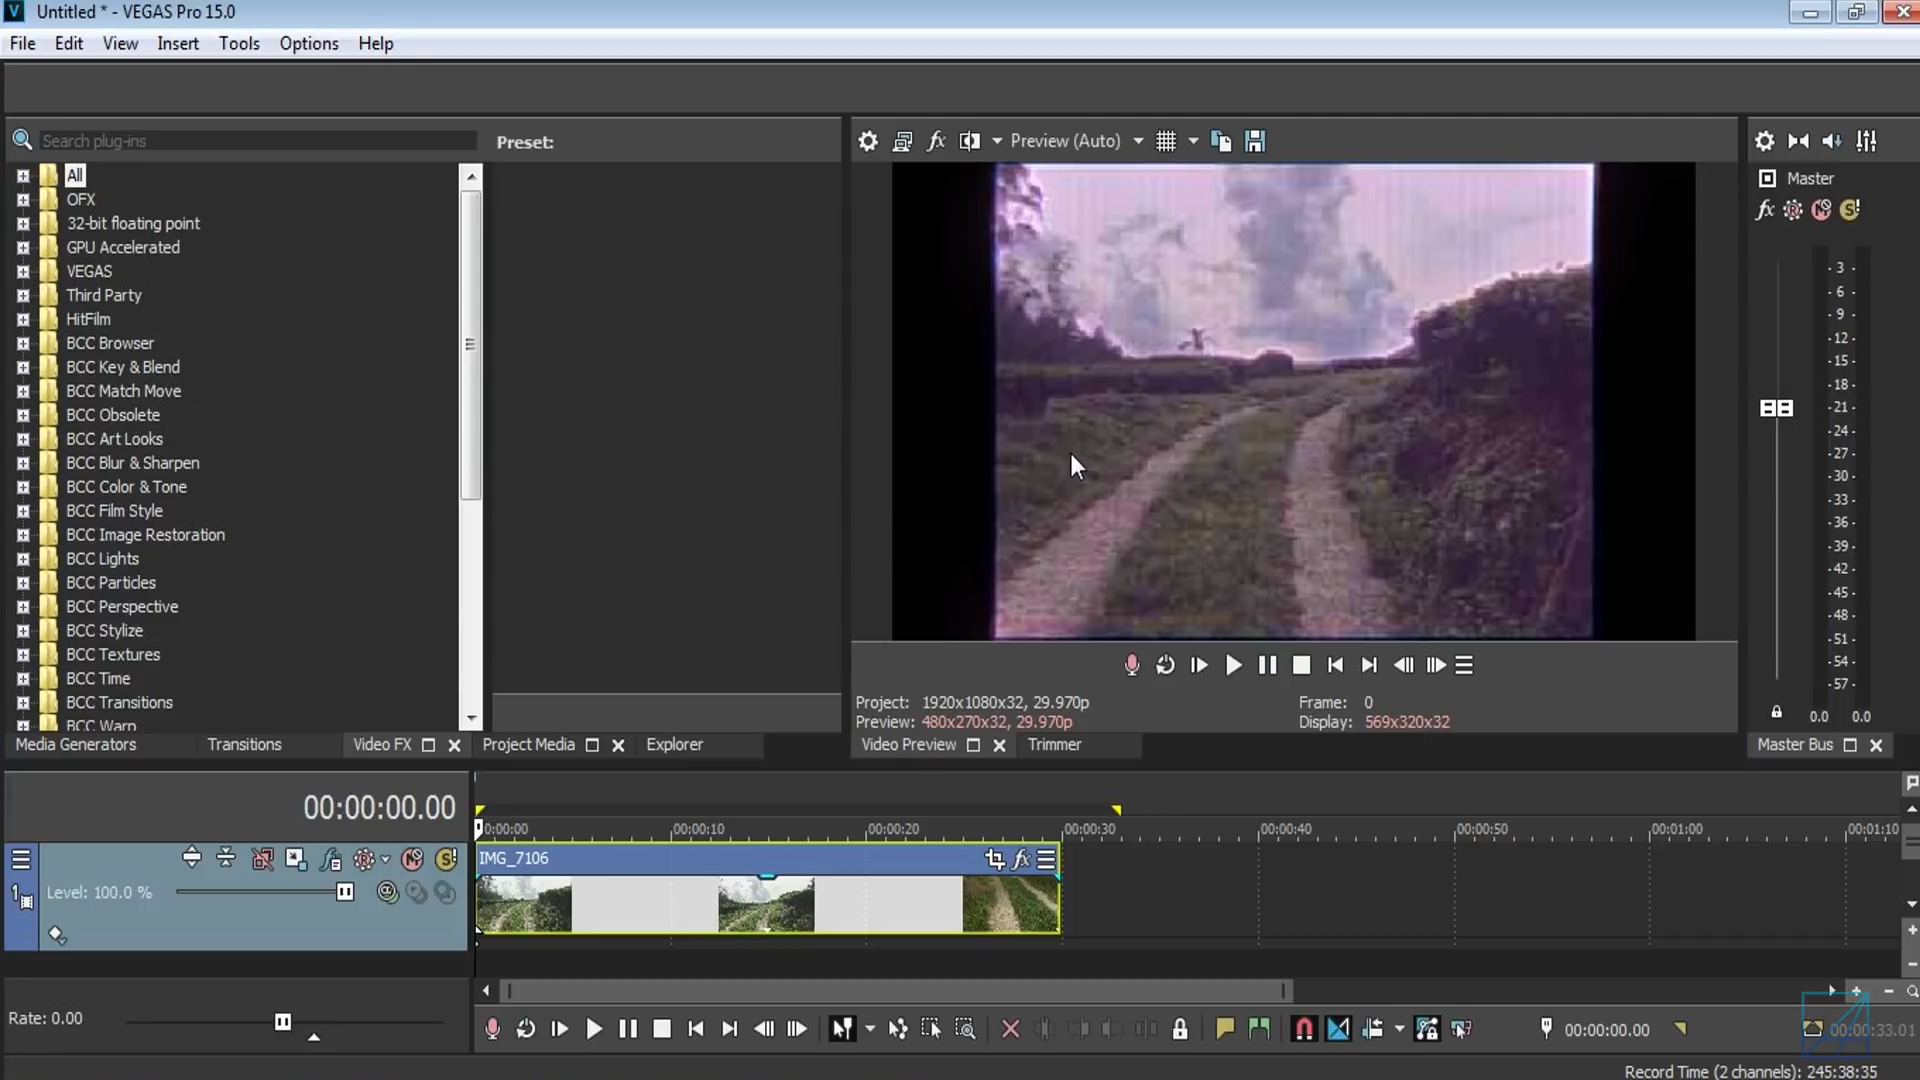 V Untitled * - VEGAS Pro 15.0
File Edit View Insert Tools Options Help
Search plug-ins
Preset:
fx Preview (Auto)
All
OFX
32-bit floating point
GPU Accelerated
VEGAS
Third Party
HitFilm
BCC Browser
BCC Key & Blend
BCC Match Move
BCC Obsolete
BCC Art Looks
BCC Blur & Sharpen
BCC Color & Tone
BCC Film Style
BCC Image Restoration
BCC Lights
BCC Particles
BCC Perspective
BCC Stylize
BCC Textures
BCC Time
BCC Transitions
BCC Warp
Master
fx
- 3 -
- 6 -
- 9 -
- 12 -
- 15 -
- 18 -
- 21 -
- 24 -
- 27 -
- 30 -
- 33 -
- 36 -
- 39 -
- 42 -
- 45 -
- 48 -
- 51 -
- 54 -
- 57 -
0.0 0.0
Project: 1920x1080x32, 29.970p Frame: 0
Preview: 480x270x32, 29.970p Display: 569x320x32
Media Generators Transitions Video FX Project Media Explorer
Video Preview Trimmer
Master Bus
00:00:00.00
0:00:00 00:00:10 00:00:20 00:00:30 00:00:40 00:00:50 00:01:00 00:01:10
IMG_7106 fx
1 Level: 100.0 %
Rate: 0.00
00:00:00.00 00:00:33.01
Record Time (2 channels): 245:38:35